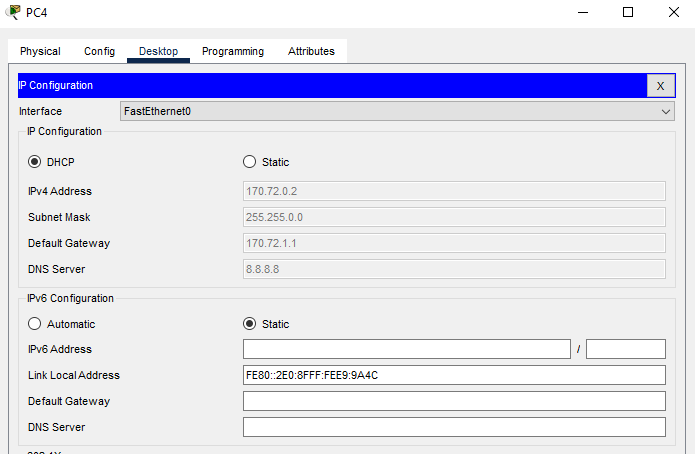 PC4
Physical Config Desktop Programming Attributes
IP Configuration X
Interface FastEthernet0
IP Configuration
DHCP Static
IPv4 Address 170.72.0.2
Subnet Mask 255.255.0.0
Default Gateway 170.72.1.1
DNS Server 8.8.8.8
IPv6 Configuration
Automatic Static
IPv6 Address /
Link Local Address FE80::2E0:8FFF:FEE9:9A4C
Default Gateway
DNS Server